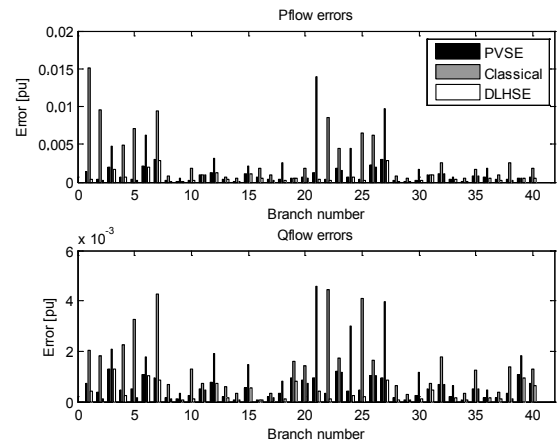 Pflow errors
0.02
0.015
0.01
0.005
0
Error [pu]
PVSE
Classical
DLHSE
0 5 10 15 20 25 30 35 40
Branch number
Qflow errors
x 10-3
6
4
2
0
Error [pu]
0 5 10 15 20 25 30 35 40
Branch number